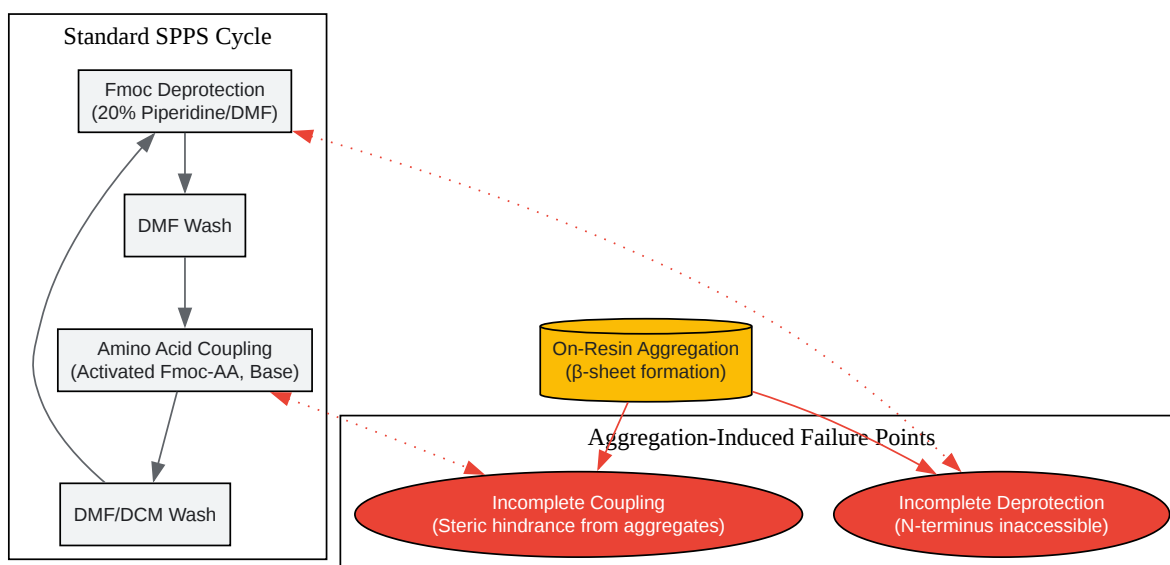 Standard SPPS Cycle
Fmoc Deprotection
(20% Piperidine/DMF)
DMF Wash
Amino Acid Coupling
(Activated Fmoc-AA, Base)
DMF/DCM Wash
On-Resin Aggregation
(β-sheet formation)
Aggregation-Induced Failure Points
Incomplete Coupling
(Steric hindrance from aggregates)
Incomplete Deprotection
(N-terminus inaccessible)